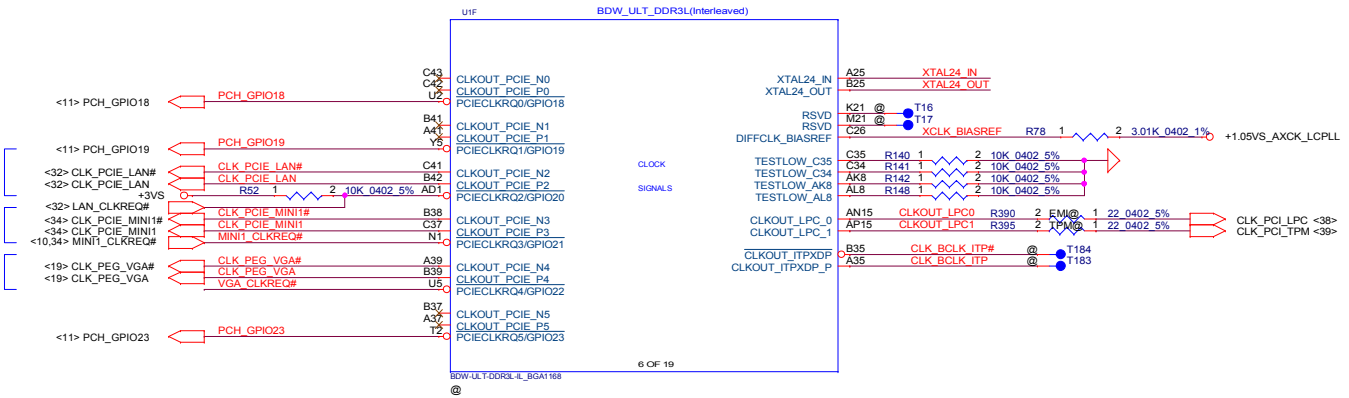 U1F
BDW_ULT_DDR3L(Interleaved)
C43 CLKOUT_PCIE_N0
C42 CLKOUT_PCIE_P0
<11> PCH_GPIO18 PCH_GPIO18 U2 PCIECLKRQ0/GPIO18
B41 CLKOUT_PCIE_N1
A41 CLKOUT_PCIE_P1
<11> PCH_GPIO19 PCH_GPIO19 Y5 PCIECLKRQ1/GPIO19
<32> CLK_PCIE_LAN# CLK_PCIE_LAN# C41 CLKOUT_PCIE_N2
<32> CLK_PCIE_LAN CLK_PCIE_LAN B42 CLKOUT_PCIE_P2
+3VS R52 1 2 10K_0402_5% AD1 PCIECLKRQ2/GPIO20
<32> LAN_CLKREQ#
<34> CLK_PCIE_MINI1# CLK_PCIE_MINI1# B38 CLKOUT_PCIE_N3
<34> CLK_PCIE_MINI1 CLK_PCIE_MINI1 C37 CLKOUT_PCIE_P3
<10,34> MINI1_CLKREQ# MINI1_CLKREQ# N1 PCIECLKRQ3/GPIO21
<19> CLK_PEG_VGA# CLK_PEG_VGA# A39 CLKOUT_PCIE_N4
<19> CLK_PEG_VGA CLK_PEG_VGA B39 CLKOUT_PCIE_P4
VGA_CLKREQ# U5 PCIECLKRQ4/GPIO22
B37 CLKOUT_PCIE_N5
A37 CLKOUT_PCIE_P5
<11> PCH_GPIO23 PCH_GPIO23 T2 PCIECLKRQ5/GPIO23
CLOCK
SIGNALS
XTAL24_IN A25 XTAL24_IN
XTAL24_OUT B25 XTAL24_OUT
RSVD K21 @ T16
RSVD M21 @ T17
DIFFCLK_BIASREF C26 XCLK_BIASREF R78 1 2 3.01K_0402_1% +1.05VS_AXCK_LCPLL
TESTLOW_C35 C35 R140 1 2 10K_0402_5%
TESTLOW_C34 C34 R141 1 2 10K_0402_5%
TESTLOW_AK8 AK8 R142 1 2 10K_0402_5%
TESTLOW_AL8 AL8 R148 1 2 10K_0402_5%
CLKOUT_LPC_0 AN15 CLKOUT_LPC0 R390 2 EMI@ 1 22_0402_5% CLK_PCI_LPC <38>
CLKOUT_LPC_1 AP15 CLKOUT_LPC1 R395 2 TPM@ 1 22_0402_5% CLK_PCI_TPM <39>
CLKOUT_ITPXDP B35 CLK_BCLK_ITP# @ T184
CLKOUT_ITPXDP_P A35 CLK_BCLK_ITP @ T183
6 OF 19
BDW-ULT-DDR3L-IL_BGA1168
@